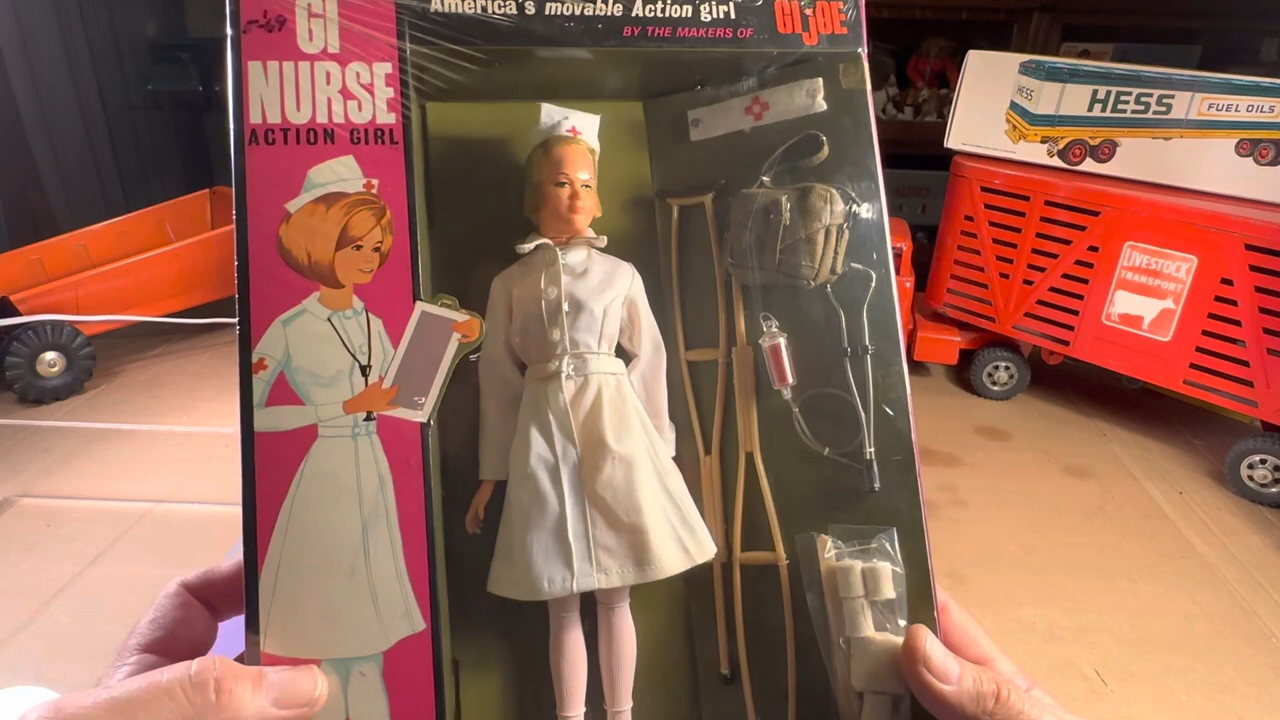 GI
NURSE
ACTION GIRL
America's movable Action girl
BY THE MAKERS OF...
GI JOE
HESS
HESS
FUEL OILS
LIVESTOCK
TRANSPORT